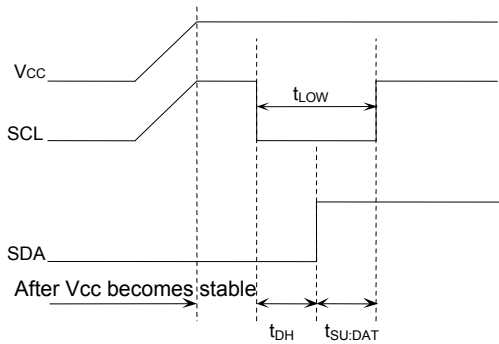 Vcc
tLOW
SCL
SDA
After Vcc becomes stable
tDH
tSU:DAT